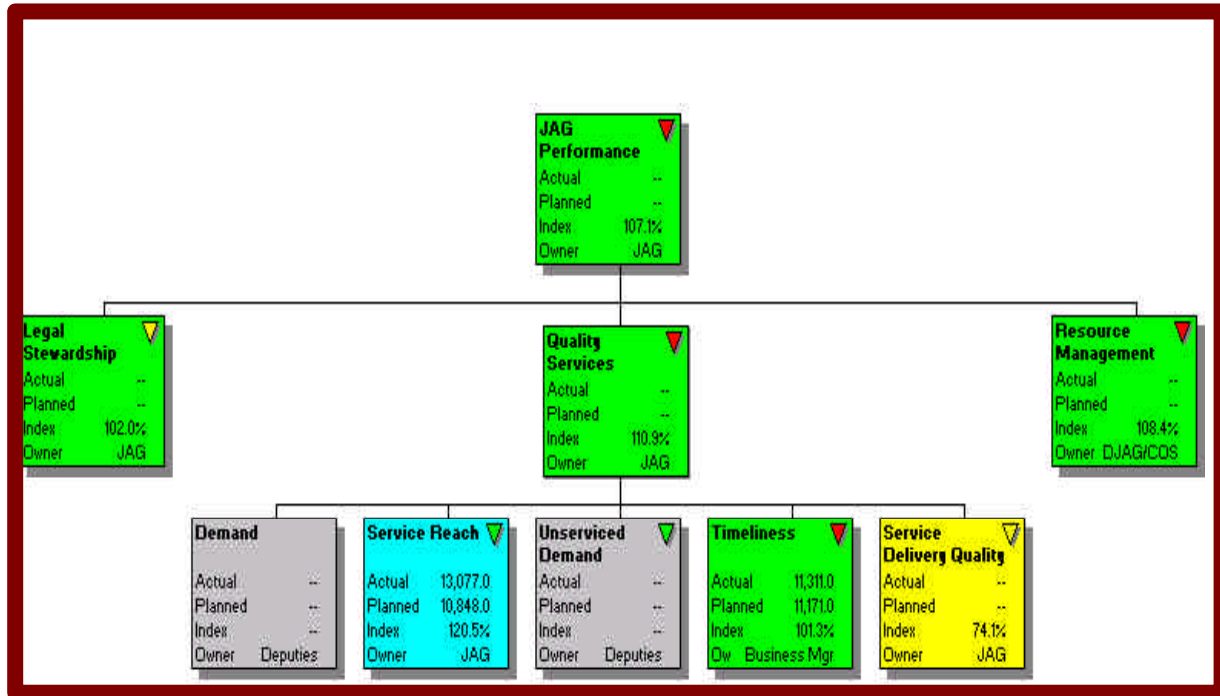 JAG
Performance
Actual --
Planned --
Index 107.1%
Owner JAG
Legal
Stewardship
Actual --
Planned --
Index 102.0%
Owner JAG
Quality
Services
Actual --
Planned --
Index 110.9%
Owner JAG
Resource
Management
Actual --
Planned --
Index 108.4%
Owner DJAG/COS
Demand
Actual --
Planned --
Index --
Owner Deputies
Service Reach
Actual 13,077.0
Planned 10,848.0
Index 120.5%
Owner JAG
Unserviced
Demand
Actual --
Planned --
Index --
Owner Deputies
Timeliness
Actual 11,311.0
Planned 11,171.0
Index 101.3%
Ow Business Mgr
Service
Delivery Quality
Actual --
Planned --
Index 74.1%
Owner JAG